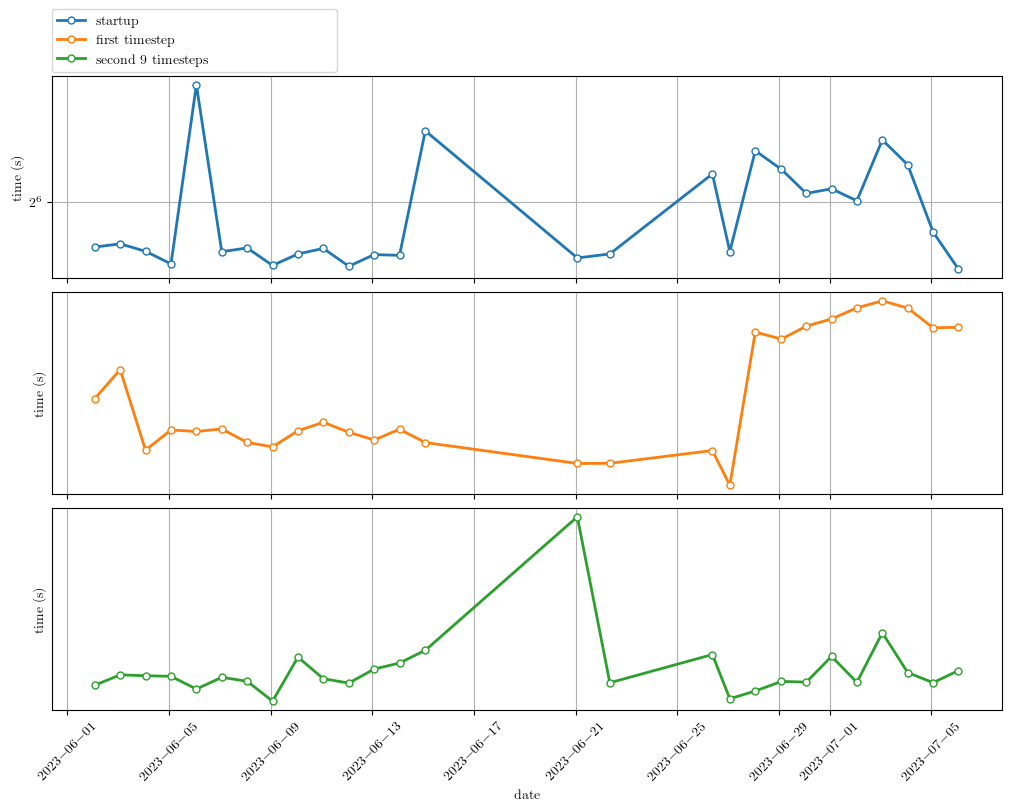 startup
first timestep
second 9 timesteps
time (s)
2⁶
time (s)
time (s)
2023−06−01
2023−06−05
2023−06−09
2023−06−13
2023−06−17
2023−06−21
2023−06−25
2023−06−29
2023−07−01
2023−07−05
date